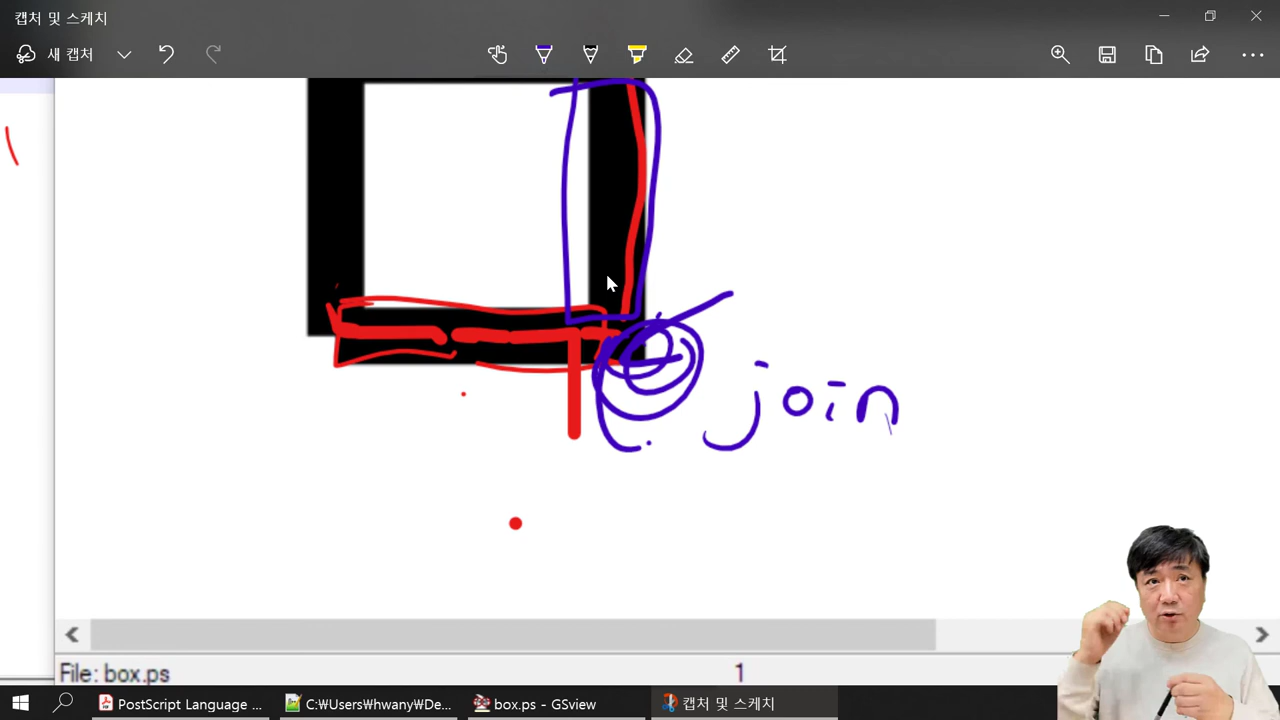 캡처 및 스케치
새 캡처
join
File: box.ps
1
PostScript Language ...
C:₩Users₩hwany₩De...
box.ps - GSview
캡처 및 스케치